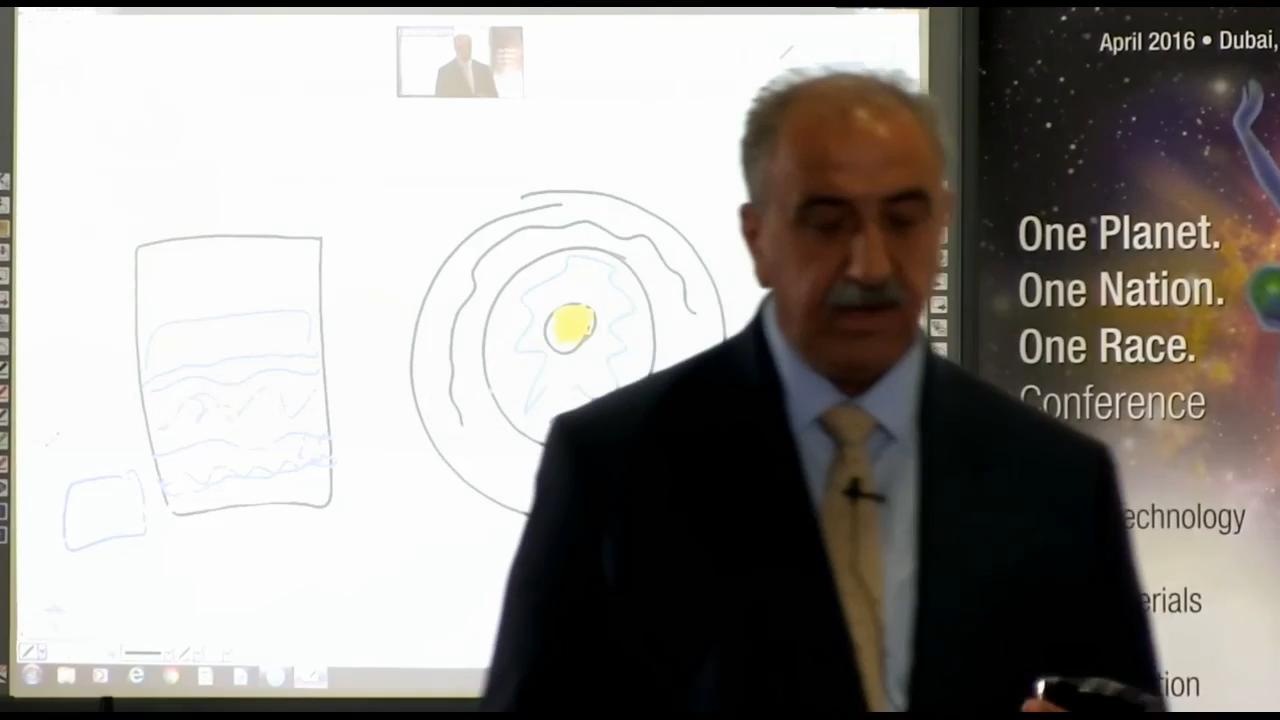 April 2016 • Dubai,
One Planet.
One Nation.
One Race.
Conference
echnology
erials
tion